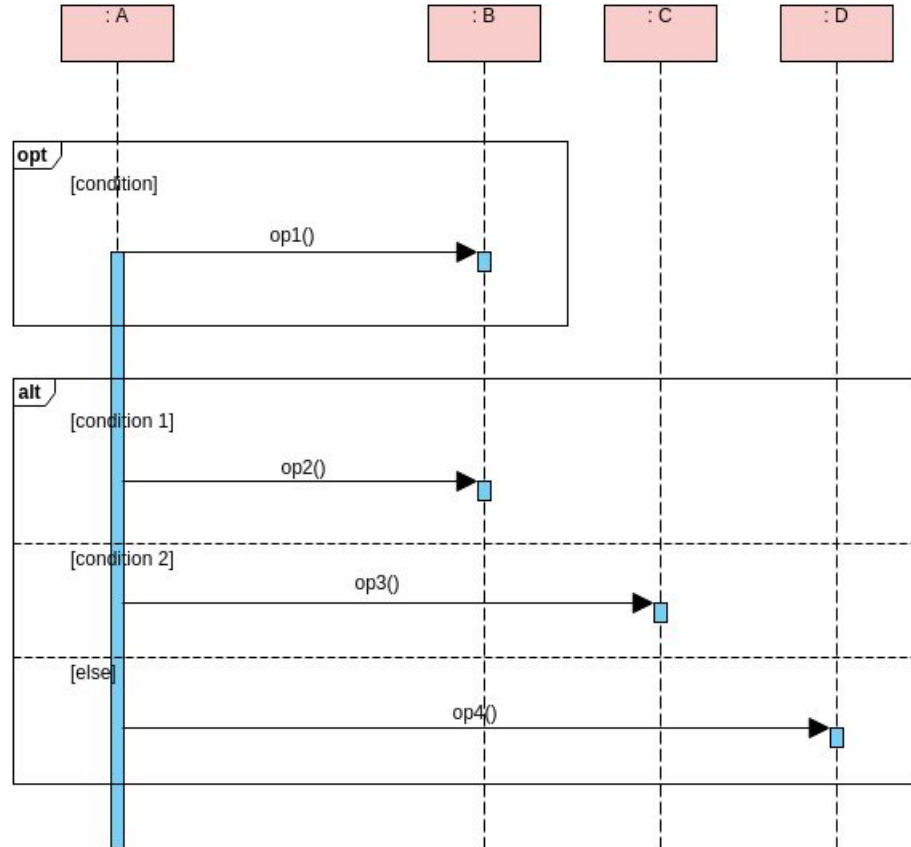 : A
: B
: C
: D
opt
[condition]
op1()
alt
[condition 1]
op2()
[condition 2]
op3()
[else]
op4()